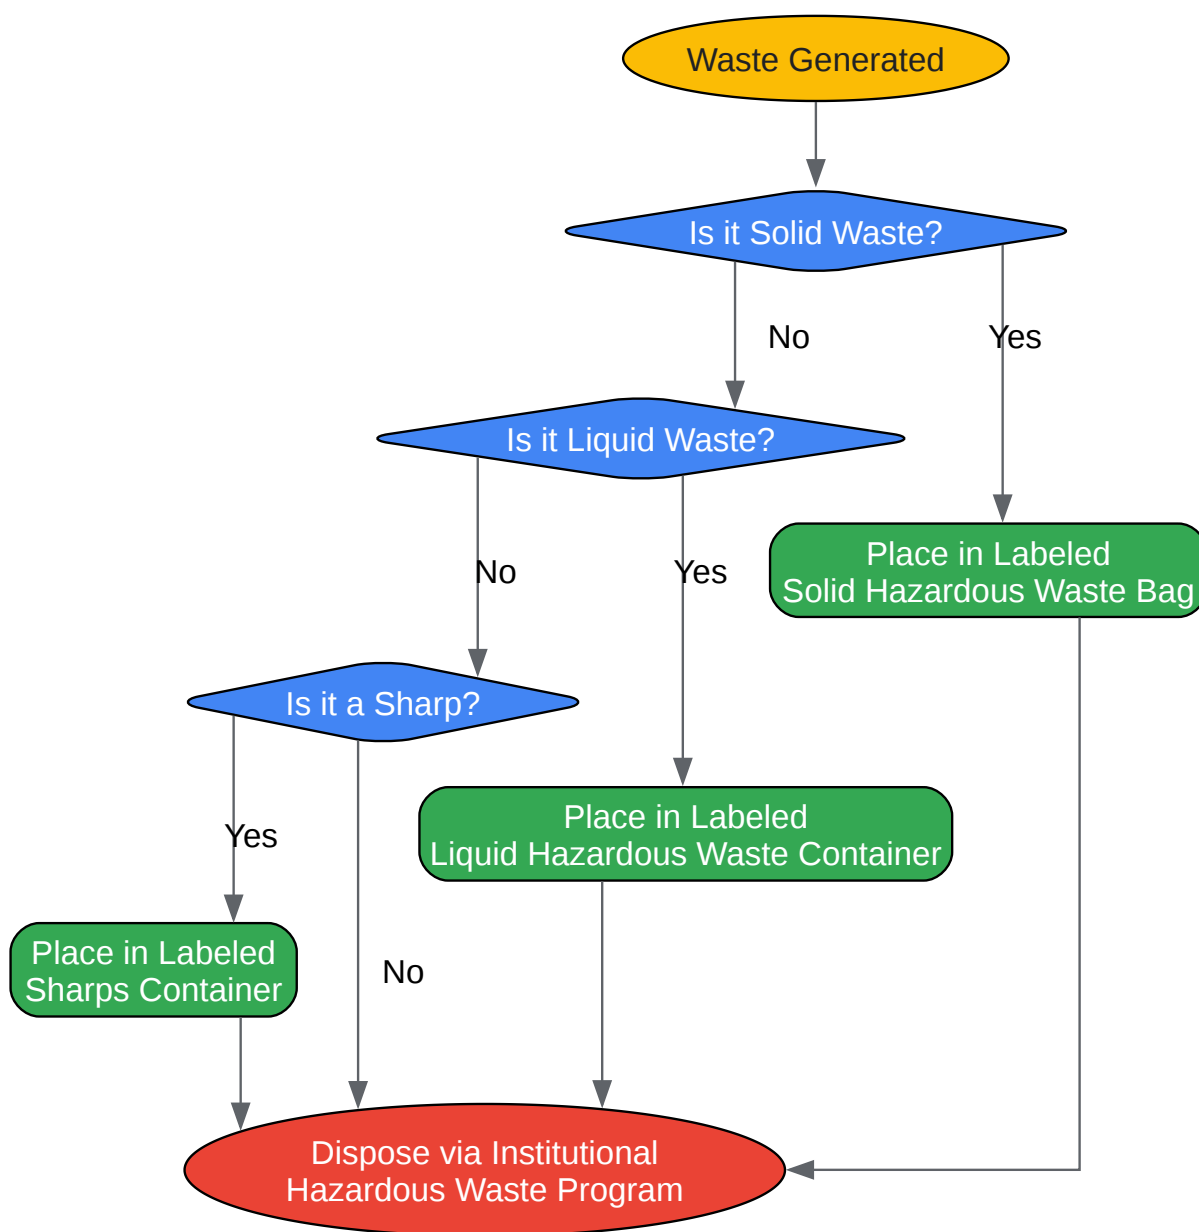 Waste Generated
Is it Solid Waste?
No
Yes
Is it Liquid Waste?
Place in Labeled
Solid Hazardous Waste Bag
No
Yes
Is it a Sharp?
Place in Labeled
Liquid Hazardous Waste Container
Yes
Place in Labeled
Sharps Container
No
Dispose via Institutional
Hazardous Waste Program